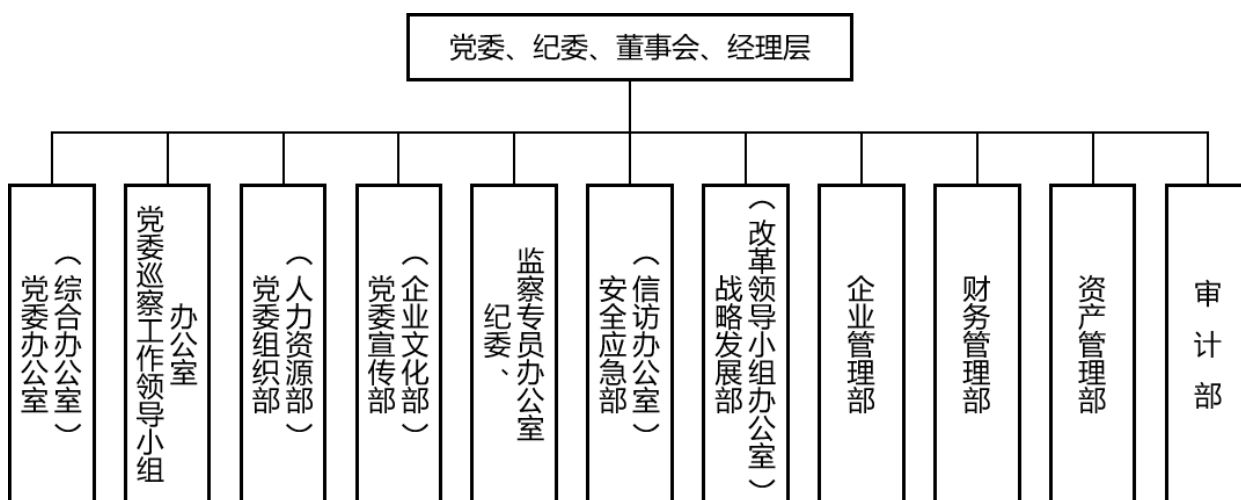 党委、纪委、董事会、经理层
党委办公室
（综合办公室）
党委巡察工作领导小组
办公室
党委组织部
（人力资源部）
党委宣传部
（企业文化部）
纪委、
监察专员办公室
安全应急部
（信访办公室）
战略发展部
（改革领导小组办公室）
企业管理部
财务管理部
资产管理部
审计部